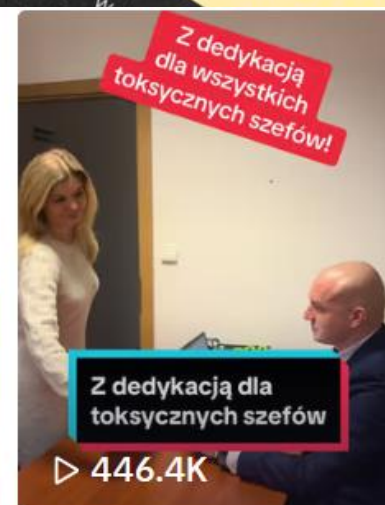 Z dedykacją
dla wszystkich
toksycznych szefów!
Z dedykacją dla
toksycznych szefów
446.4K